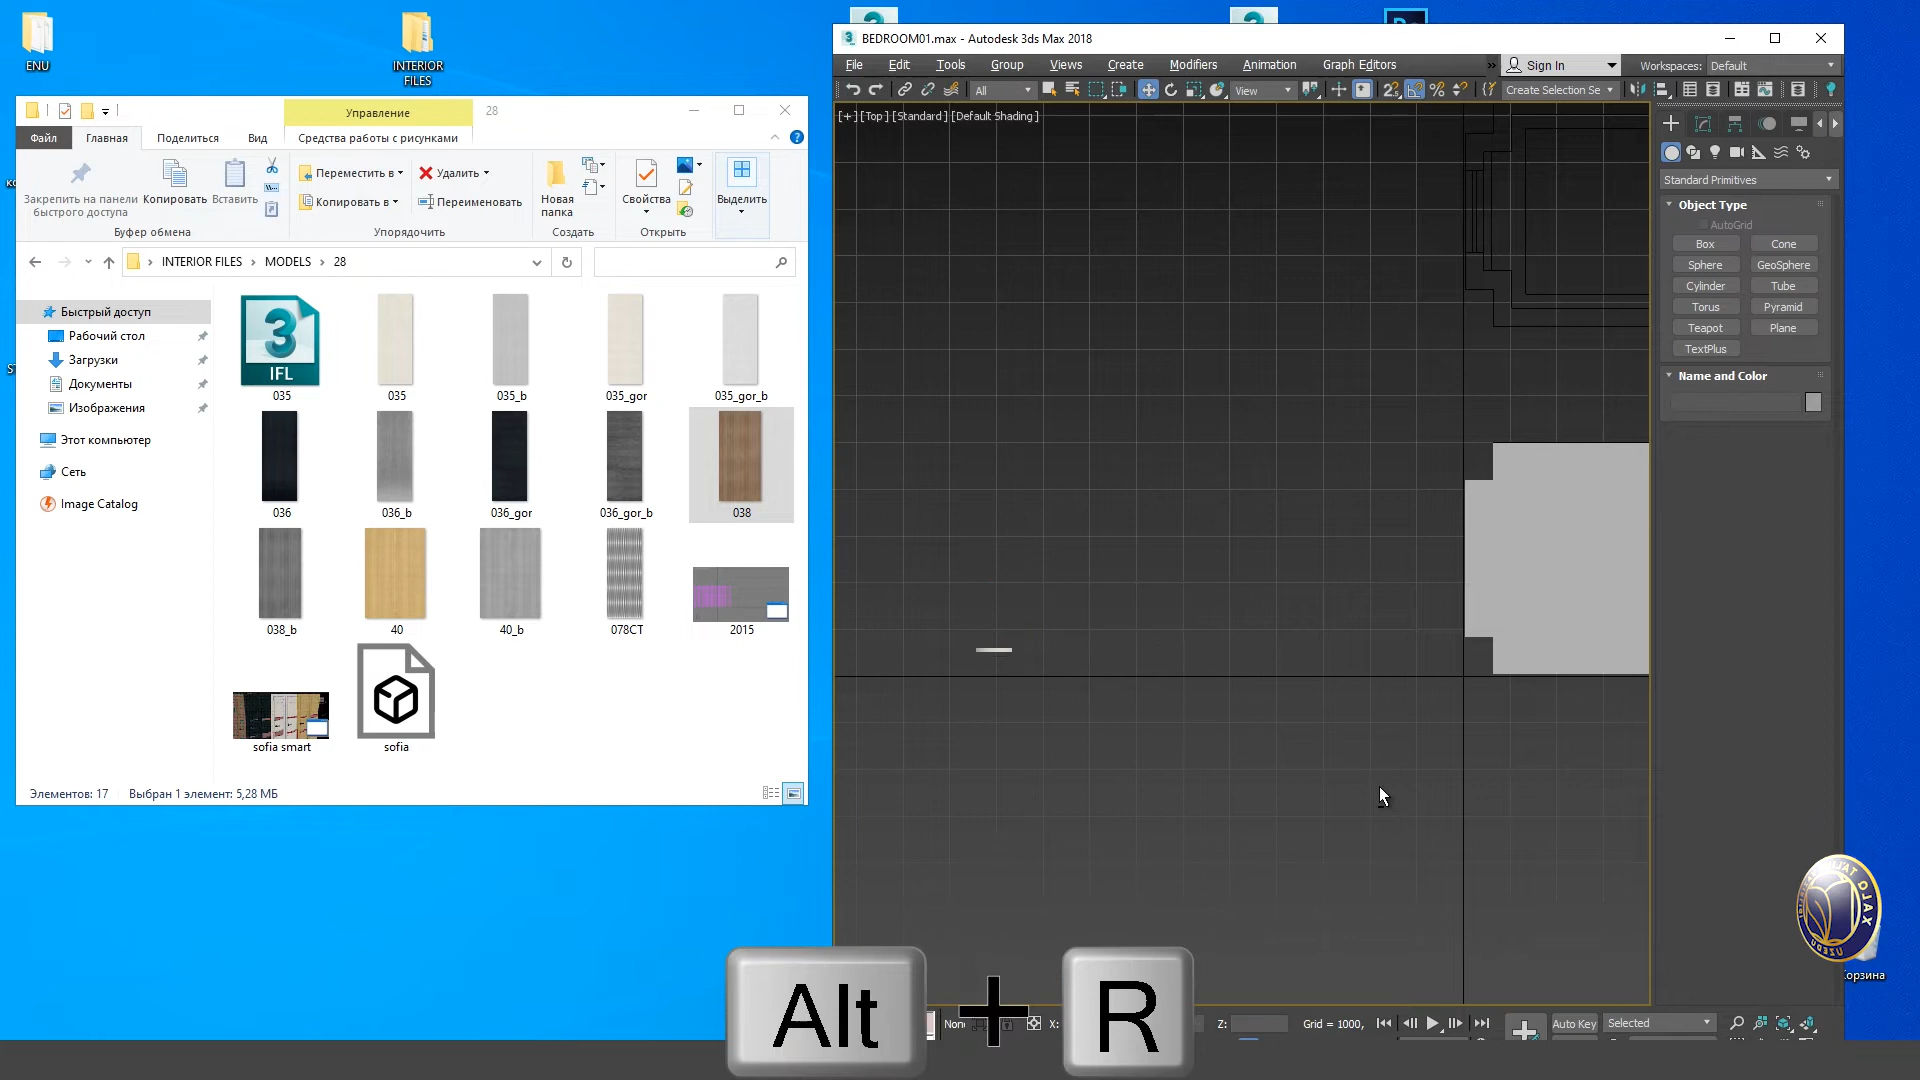 ENU
INTERIOR
FILES
Управление
28
Файл
Главная
Поделиться
Вид
Средства работы с рисунками
Закрепить на панели
быстрого доступа
Копировать
Вставить
Переместить в
Копировать в
Удалить
Переименовать
Новая
папка
Свойства
Выделить
Буфер обмена
Упорядочить
Создать
Открыть
INTERIOR FILES
MODELS
28
Быстрый доступ
Рабочий стол
Загрузки
Документы
Изображения
Этот компьютер
Сеть
Image Catalog
3
IFL
035
035
035_b
035_gor
035_gor_b
036
036_b
036_gor
036_gor_b
038
038_b
40
40_b
078CT
2015
sofia smart
sofia
Элементов: 17
Выбран 1 элемент: 5,28 МБ
BEDROOM01.max - Autodesk 3ds Max 2018
File
Edit
Tools
Group
Views
Create
Modifiers
Animation
Graph Editors
Sign In
Workspaces: Default
All
View
Create Selection Se
[+] [Top ] [Standard ] [Default Shading ]
Standard Primitives
Object Type
AutoGrid
Box
Cone
Sphere
GeoSphere
Cylinder
Tube
Torus
Pyramid
Teapot
Plane
TextPlus
Name and Color
X:
Z:
Grid = 1000,
Auto Key
Selected
Alt + R